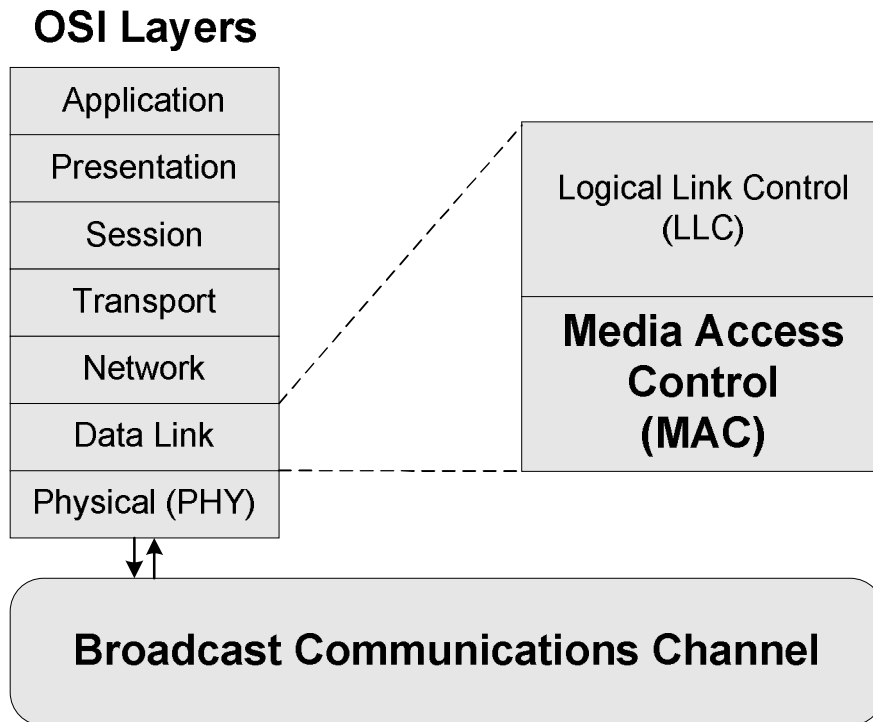 OSI Layers
Application
Presentation
Session
Transport
Network
Data Link
Physical (PHY)
Logical Link Control
(LLC)
Media Access
Control
(MAC)
Broadcast Communications Channel